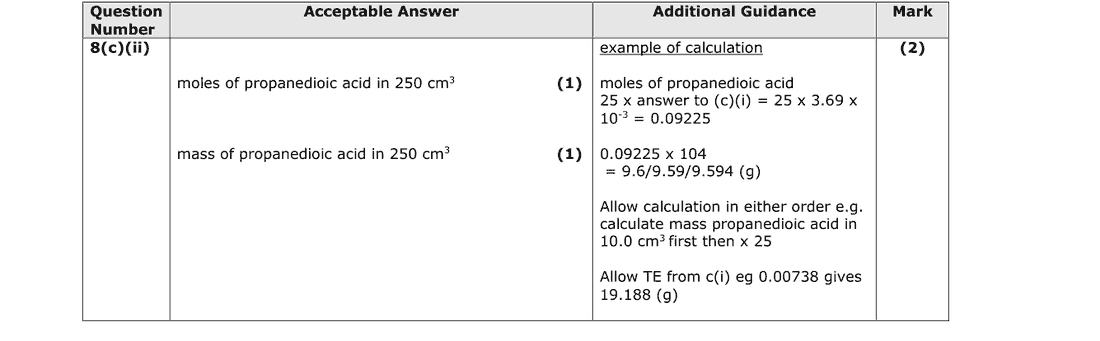 Question Number
Acceptable Answer
Additional Guidance
Mark
8(c)(ii)
example of calculation
(2)
moles of propanedioic acid in 250 cm³
(1)
moles of propanedioic acid
25 x answer to (c)(i) = 25 x 3.69 x
10⁻³ = 0.09225
mass of propanedioic acid in 250 cm³
(1)
0.09225 x 104
= 9.6/9.59/9.594 (g)
Allow calculation in either order e.g.
calculate mass propanedioic acid in
10.0 cm³ first then x 25
Allow TE from c(i) eg 0.00738 gives
19.188 (g)